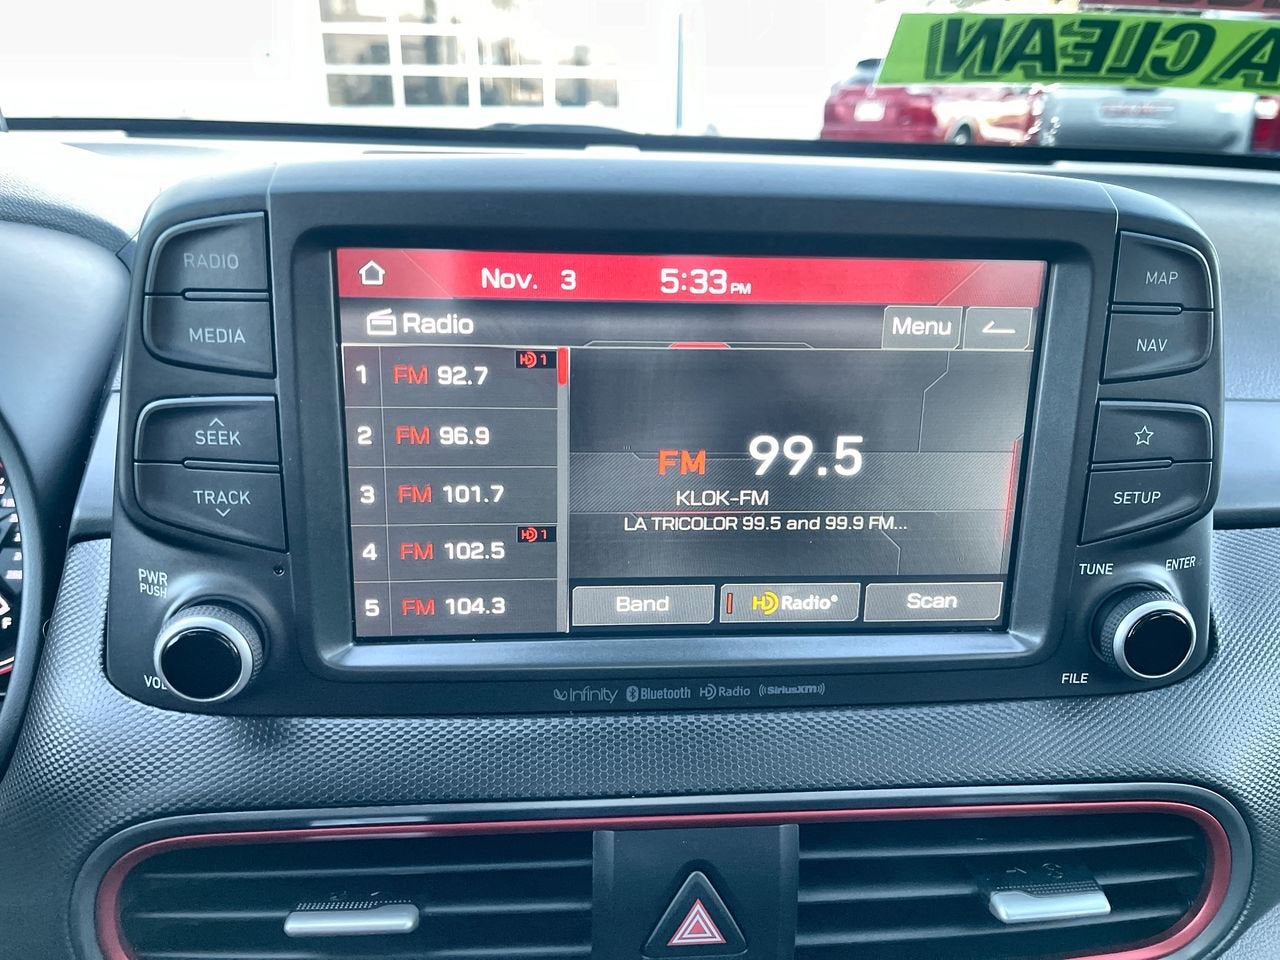 A CLEAN
RADIO
MEDIA
SEEK
TRACK
PWR
PUSH
VOL
Nov. 3 5:33 PM
Radio
Menu
1 FM 92.7 HD 1
2 FM 96.9
3 FM 101.7
4 FM 102.5 HD 1
5 FM 104.3
FM 99.5
KLOK-FM
LA TRICOLOR 99.5 and 99.9 FM...
Band
HD Radio®
Scan
MAP
NAV
SETUP
TUNE
ENTER
FILE
infinity Bluetooth HD Radio ((SiriusXM))
F